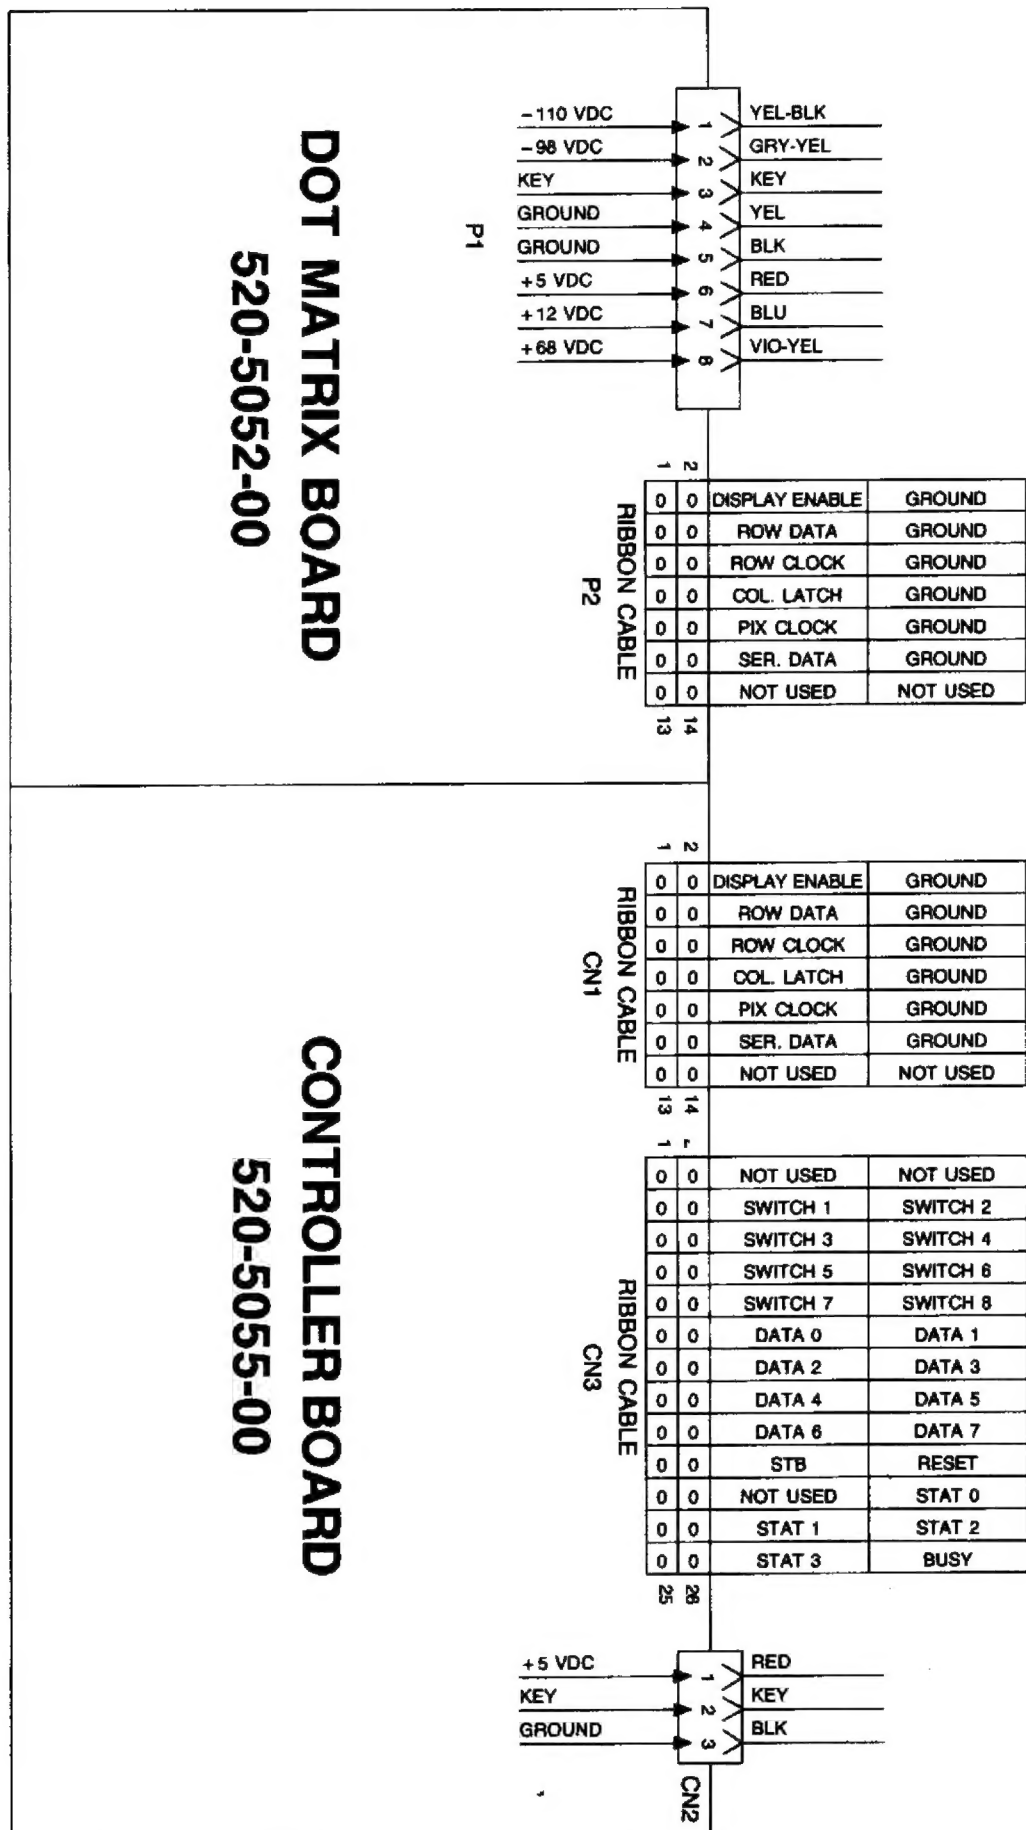 DOT MATRIX BOARD
520-5052-00
P1
-110 VDC 1 YEL-BLK
-98 VDC 2 GRY-YEL
KEY 3 KEY
GROUND 4 YEL
GROUND 5 BLK
+5 VDC 6 RED
+12 VDC 7 BLU
+68 VDC 8 VIO-YEL
P2
RIBBON CABLE
1 2
0 0 DISPLAY ENABLE GROUND
0 0 ROW DATA GROUND
0 0 ROW CLOCK GROUND
0 0 COL. LATCH GROUND
0 0 PIX CLOCK GROUND
0 0 SER. DATA GROUND
0 0 NOT USED NOT USED
13 14
CONTROLLER BOARD
520-5055-00
CN1
RIBBON CABLE
1 2
0 0 DISPLAY ENABLE GROUND
0 0 ROW DATA GROUND
0 0 ROW CLOCK GROUND
0 0 COL. LATCH GROUND
0 0 PIX CLOCK GROUND
0 0 SER. DATA GROUND
0 0 NOT USED NOT USED
13 14
CN3
RIBBON CABLE
1
0 0 NOT USED NOT USED
0 0 SWITCH 1 SWITCH 2
0 0 SWITCH 3 SWITCH 4
0 0 SWITCH 5 SWITCH 6
0 0 SWITCH 7 SWITCH 8
0 0 DATA 0 DATA 1
0 0 DATA 2 DATA 3
0 0 DATA 4 DATA 5
0 0 DATA 6 DATA 7
0 0 STB RESET
0 0 NOT USED STAT 0
0 0 STAT 1 STAT 2
0 0 STAT 3 BUSY
25 26
+5 VDC 1 RED
KEY 2 KEY
GROUND 3 BLK
CN2